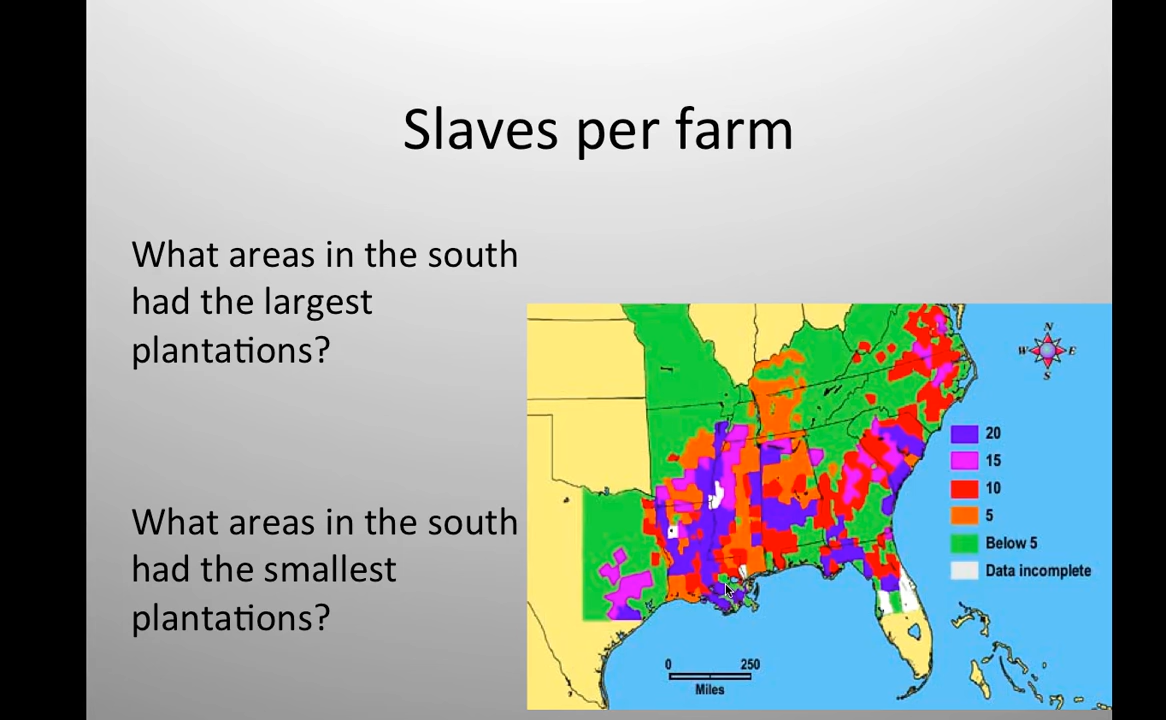 Slaves per farm
What areas in the south
had the largest
plantations?
What areas in the south
had the smallest
plantations?
N
W E
S
20
15
10
5
Below 5
Data incomplete
0 250
Miles